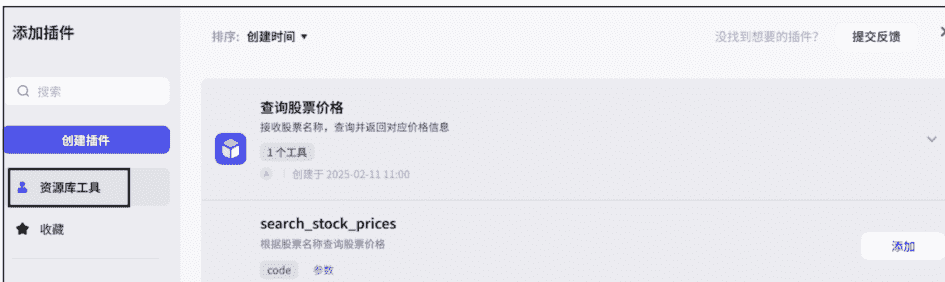 添加插件
搜索
创建插件
资源库工具
收藏
排序: 创建时间
没找到想要的插件?
提交反馈
查询股票价格
接收股票名称，查询并返回对应价格信息
1 个工具
创建于 2025-02-11 11:00
search_stock_prices
根据股票名称查询股票价格
code 参数
添加